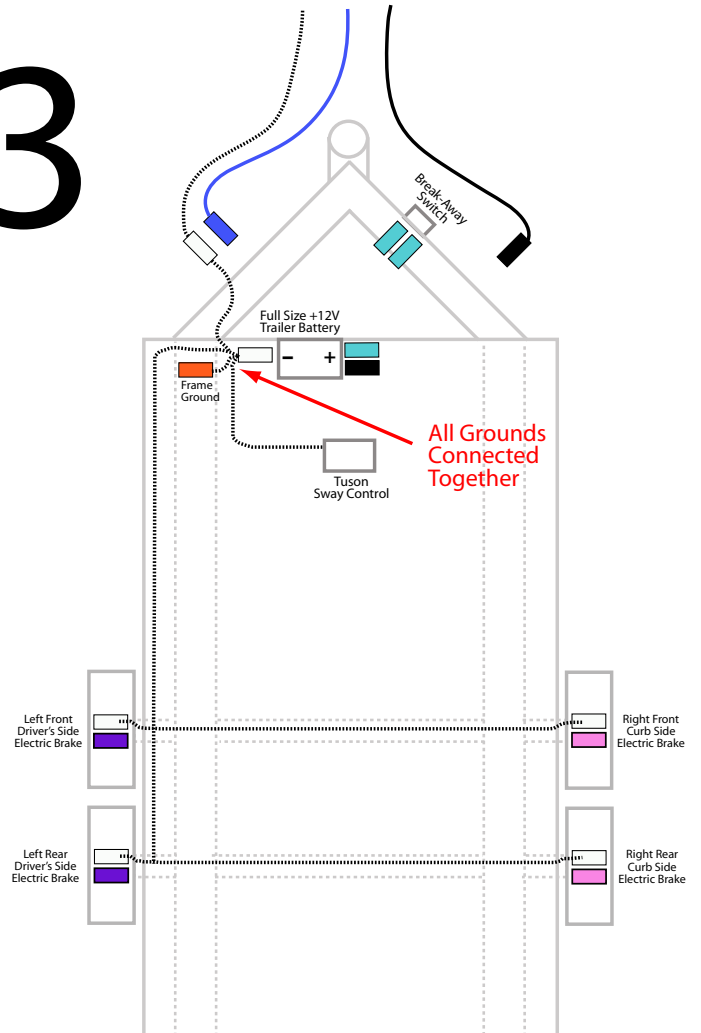 3
Break-Away
Switch
Full Size +12V
Trailer Battery
– +
Frame
Ground
All Grounds
Connected
Together
Tuson
Sway Control
Left Front
Driver's Side
Electric Brake
Right Front
Curb Side
Electric Brake
Left Rear
Driver's Side
Electric Brake
Right Rear
Curb Side
Electric Brake